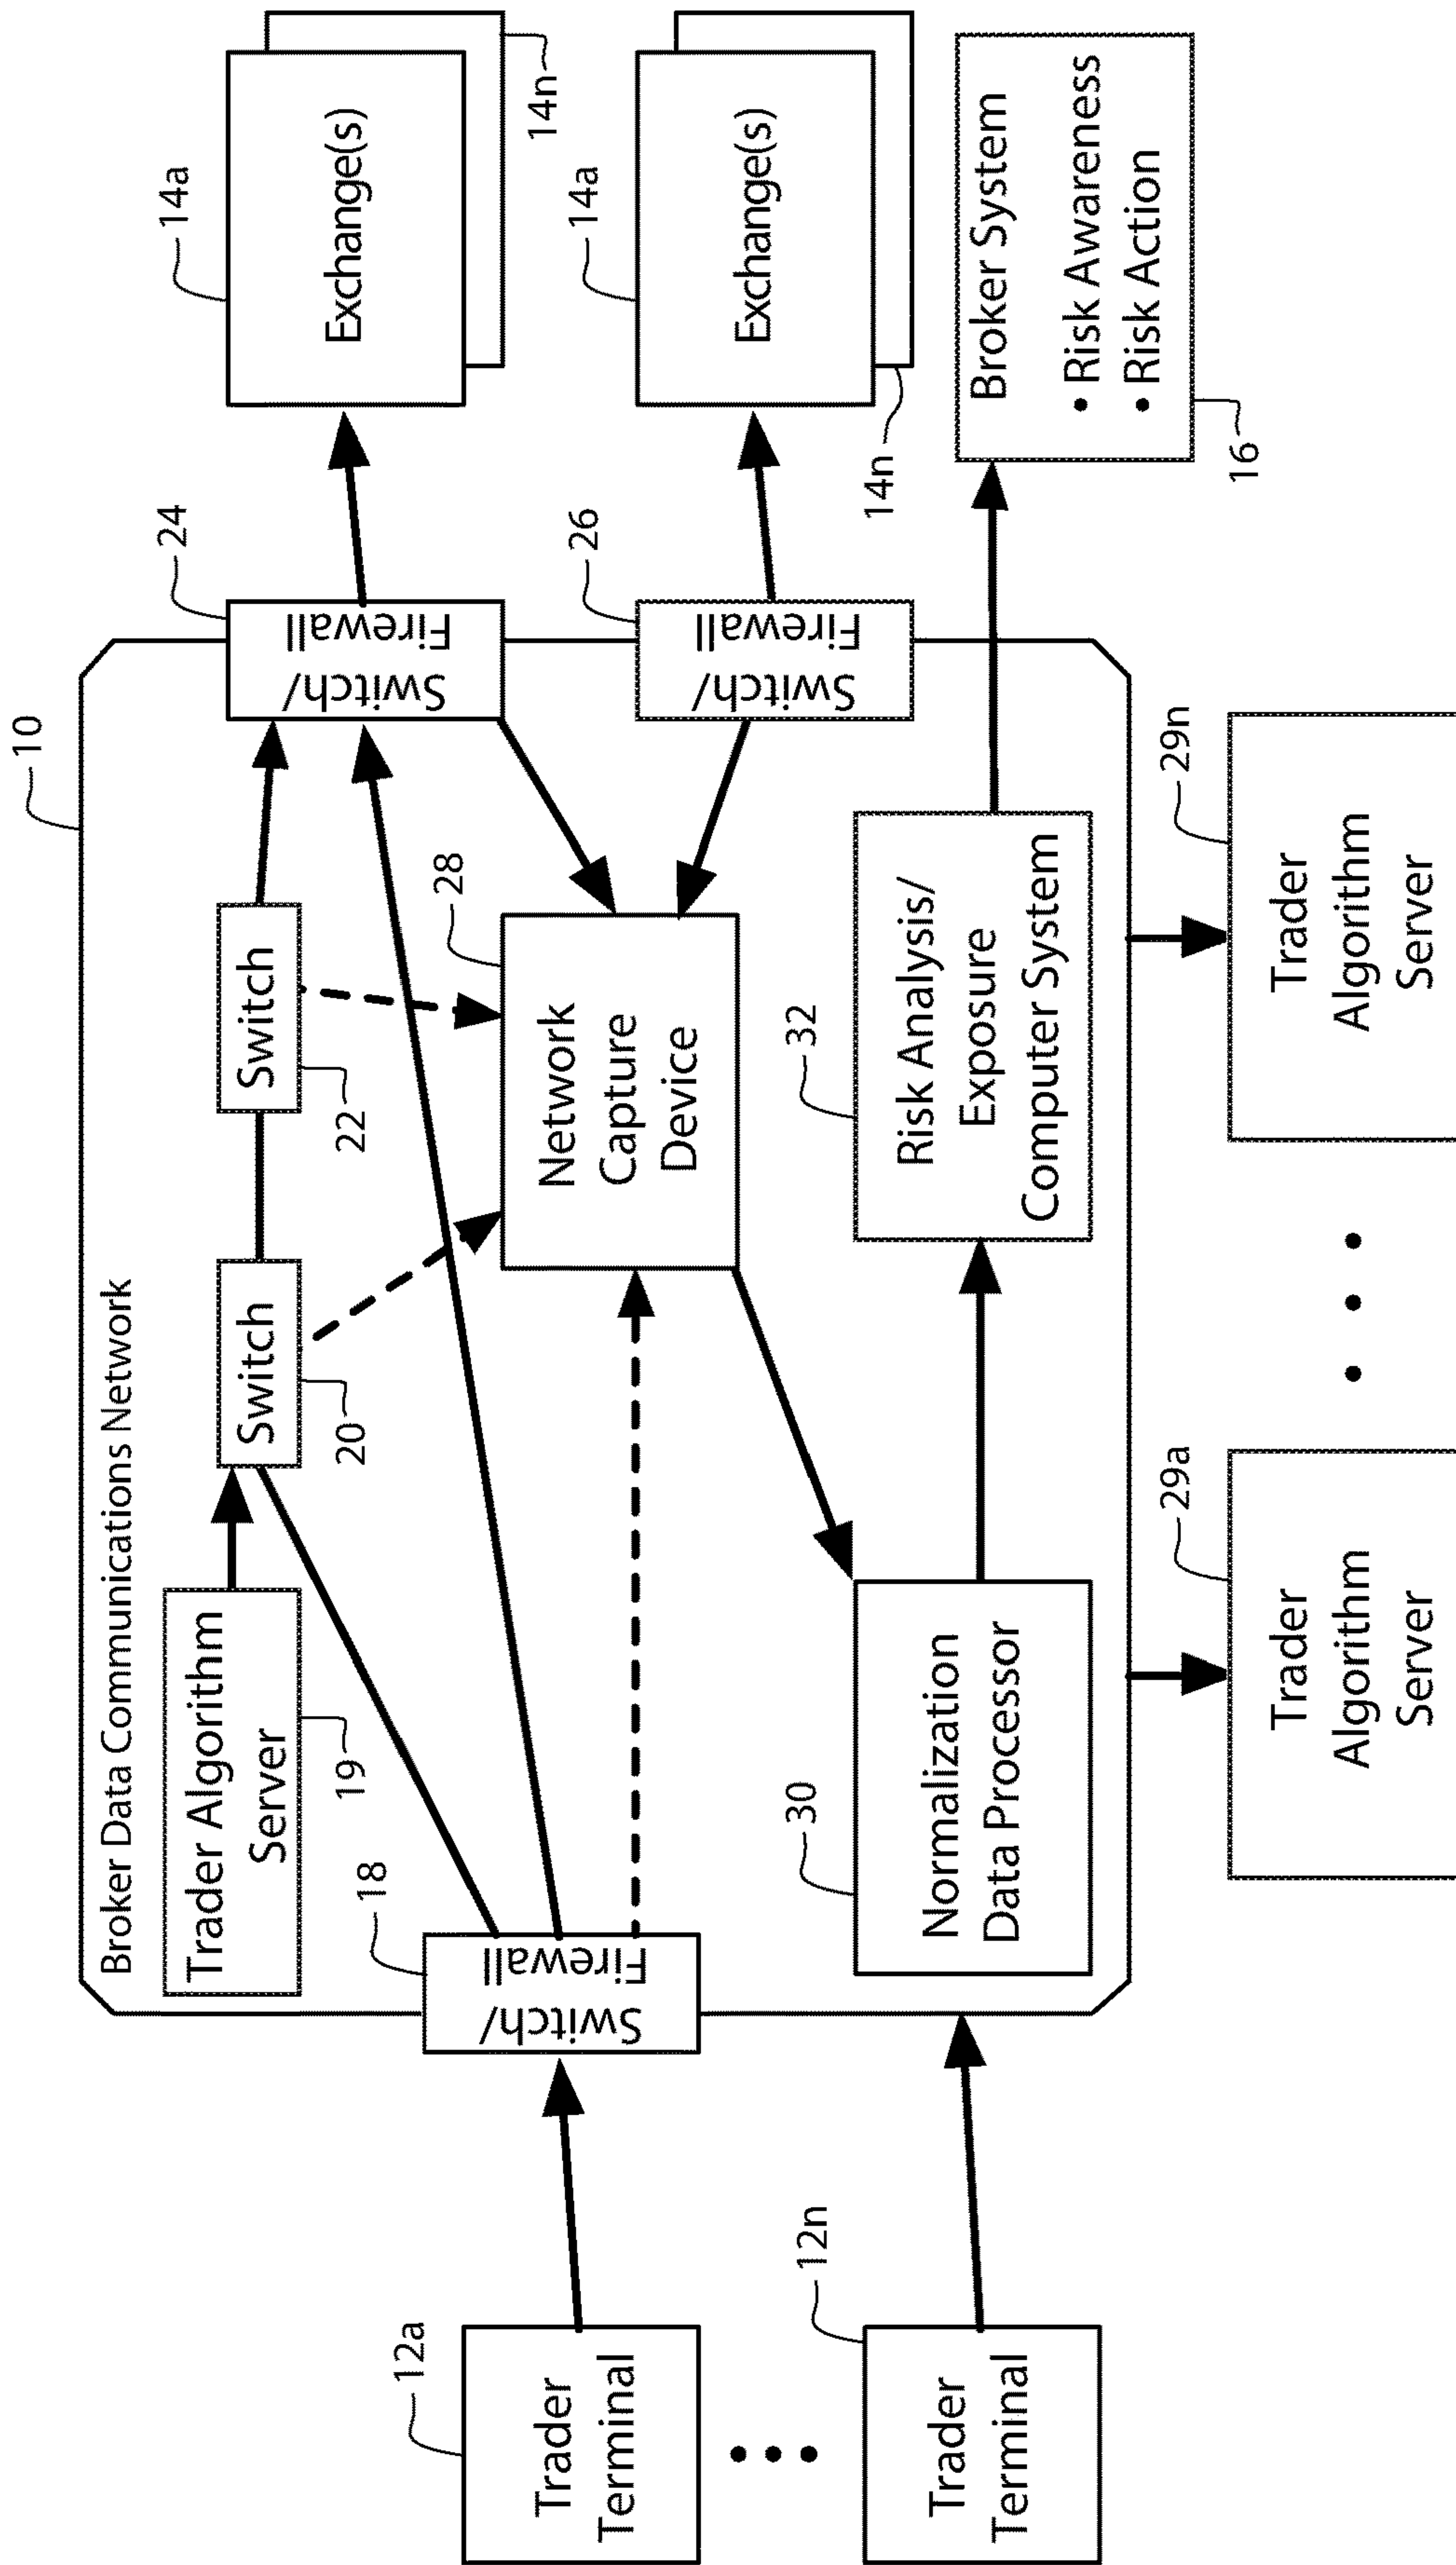 10
Broker Data Communications Network
Trader Algorithm
Server
19
Switch
20
Switch
22
Switch/
Firewall
24
Exchange(s)
14a
14n
12a
Trader
Terminal
Switch/
Firewall
18
Network
Capture
Device
28
Switch/
Firewall
26
Exchange(s)
14a
14n
12n
Trader
Terminal
30
Normalization
Data Processor
32
Risk Analysis/
Exposure
Computer System
Broker System
• Risk Awareness
• Risk Action
16
29a
Trader
Algorithm
Server
29n
Trader
Algorithm
Server